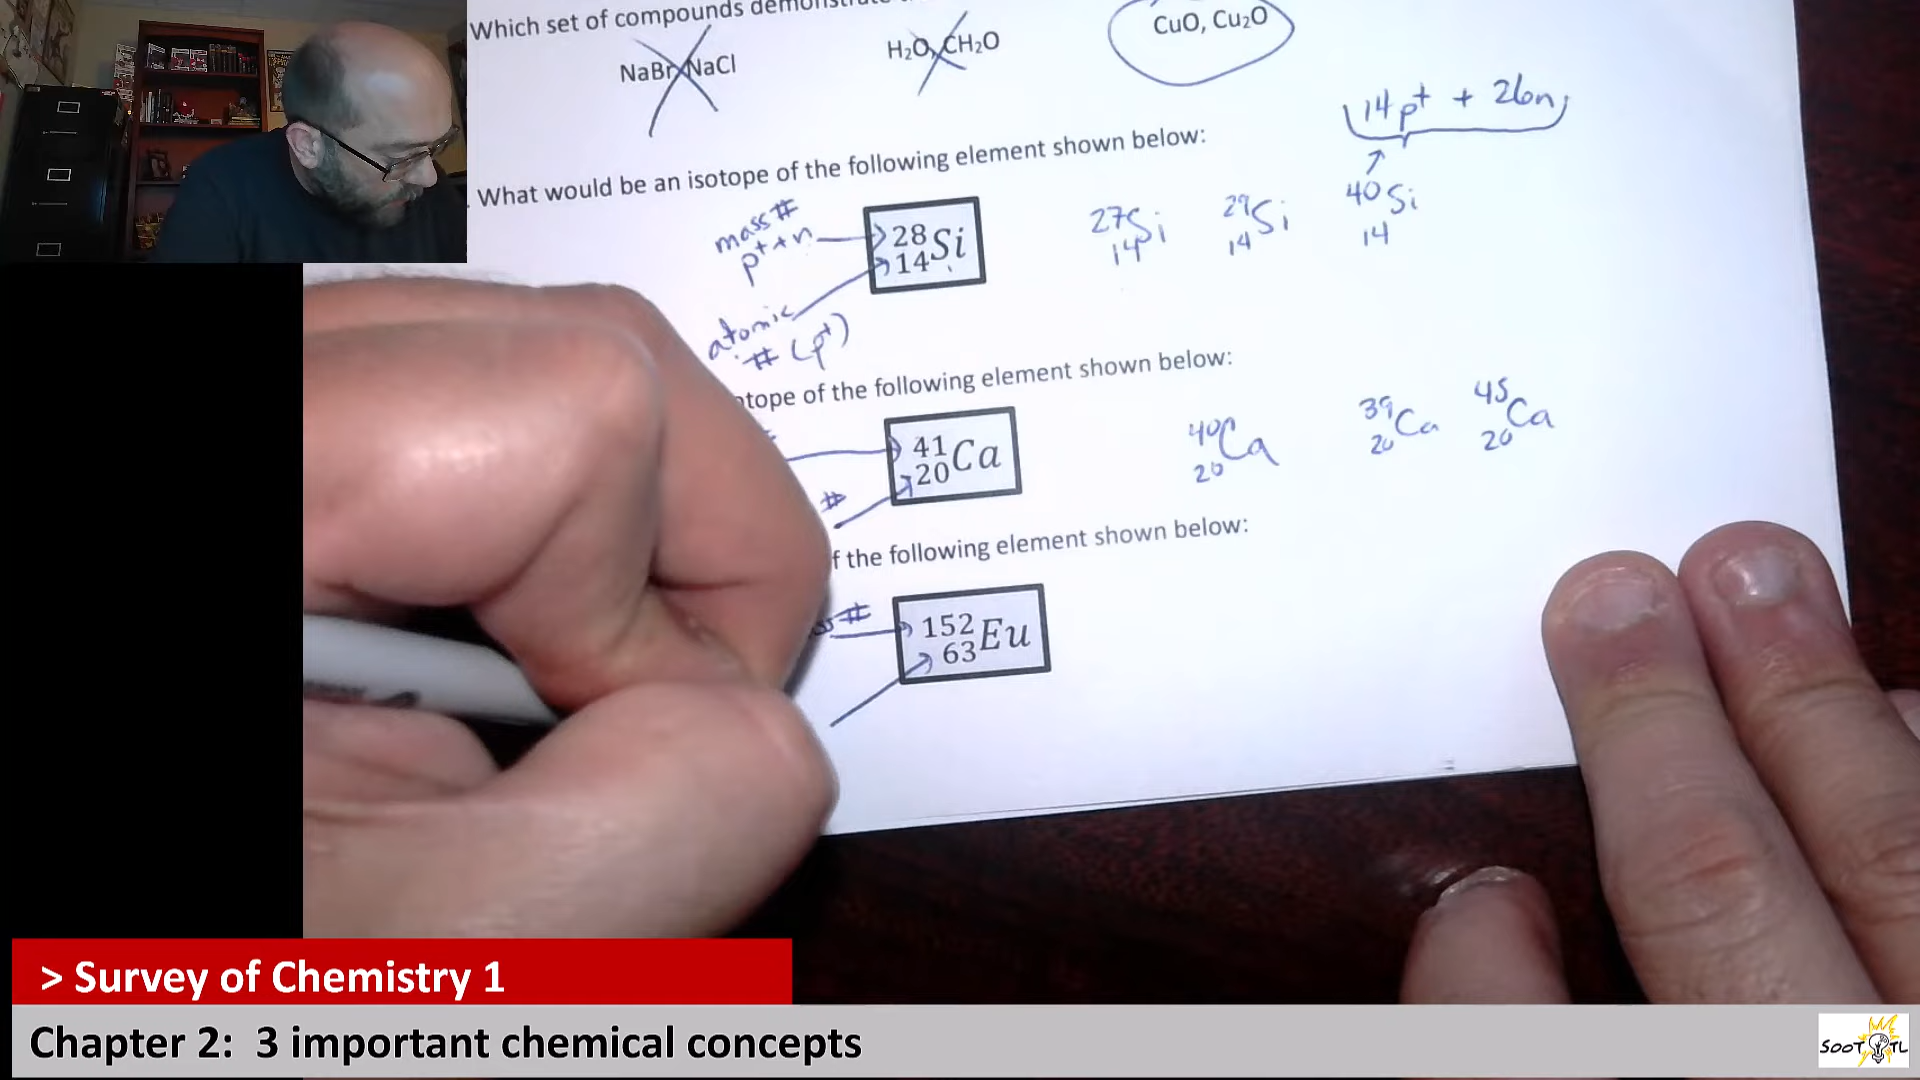 Which set of compounds
NaBr, NaCl
H₂O, CH₂O
CuO, Cu₂O
14p⁺ + 26n
What would be an isotope of the following element shown below:
mass #
p⁺ + n
28
14 Si
27
14 Si
29
14 Si
40
14 Si
atomic
# (p⁺)
of the following element shown below:
41
20 Ca
#
40
20 Ca
39
20 Ca
45
20 Ca
the following element shown below:
#
152
63 Eu
> Survey of Chemistry 1
Chapter 2: 3 important chemical concepts
SOOT TL